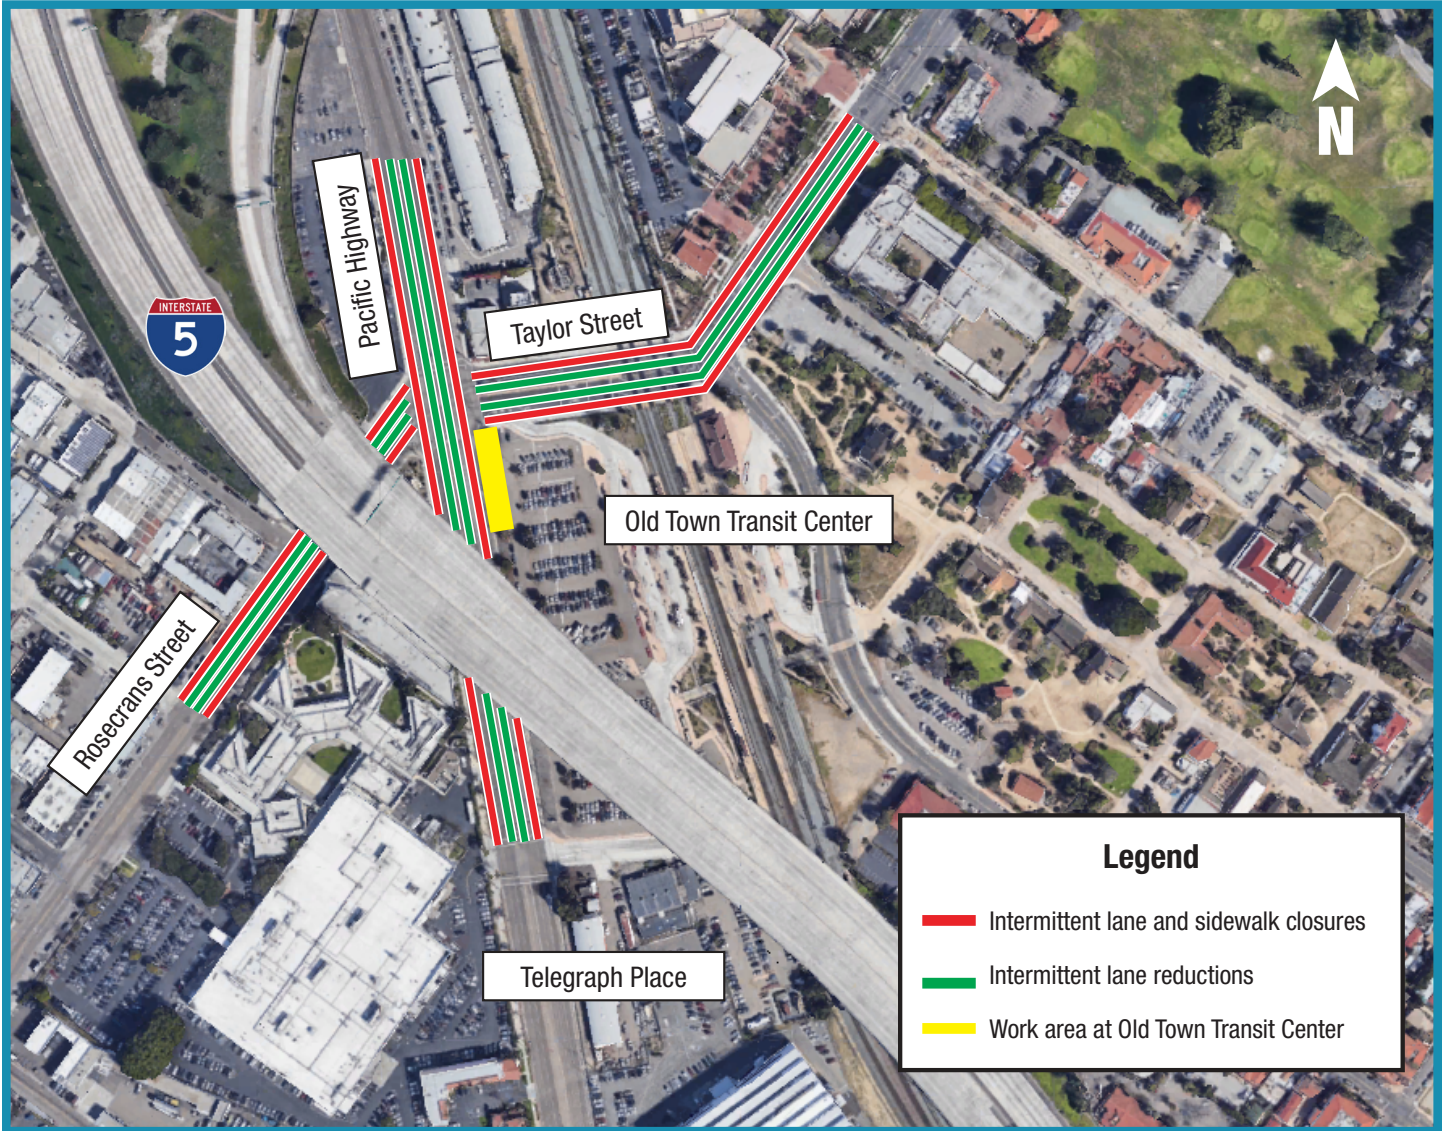 N
Pacific Highway
INTERSTATE
5
Taylor Street
Old Town Transit Center
Rosecrans Street
Telegraph Place
Legend
Intermittent lane and sidewalk closures
Intermittent lane reductions
Work area at Old Town Transit Center